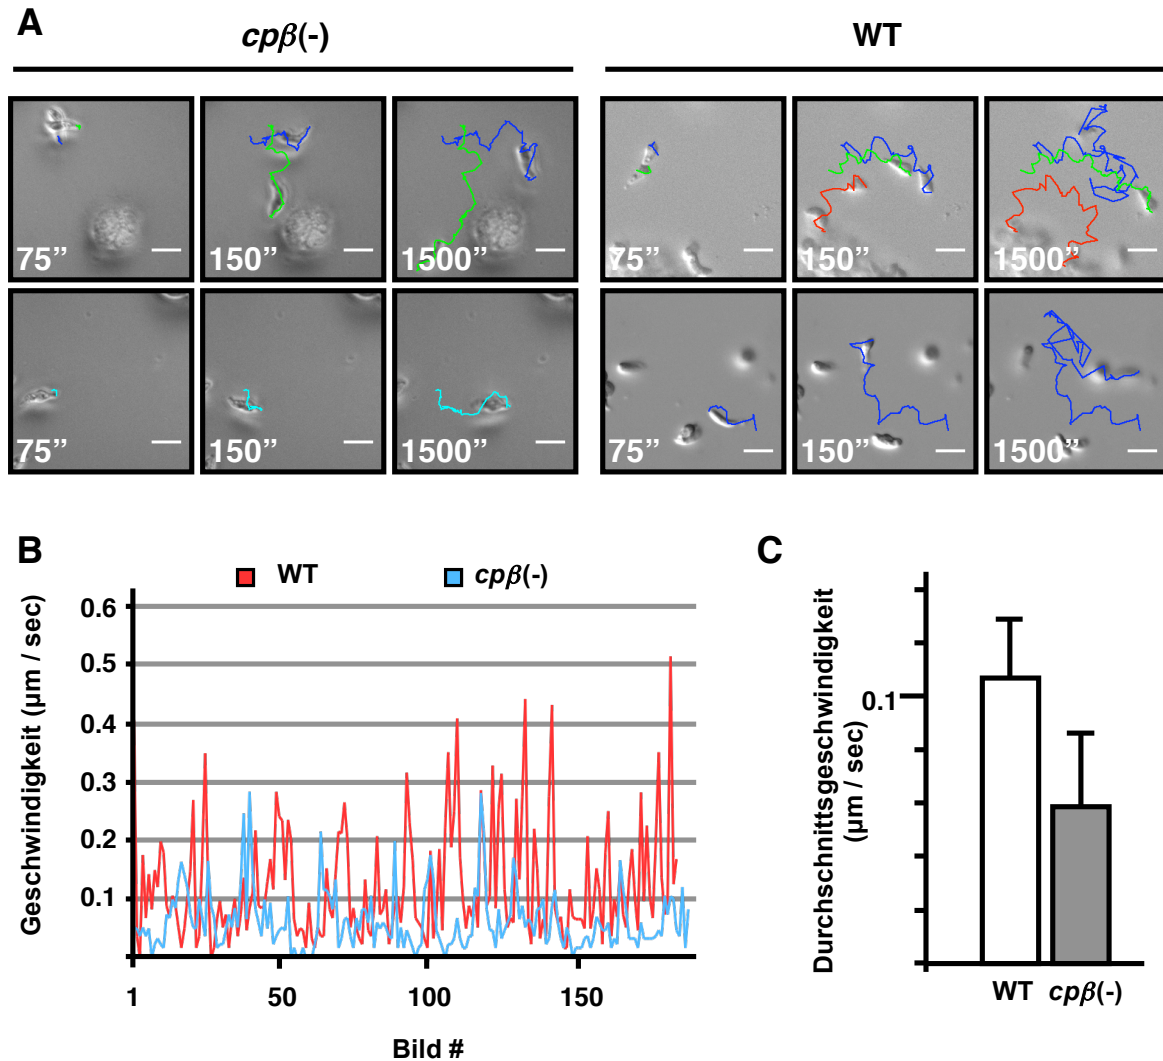 A
cpβ(-)
WT
75” 150” 1500” 75” 150” 1500”
75” 150” 1500” 75” 150” 1500”
B
WT cpβ(-)
Geschwindigkeit (µm / sec)
0.6
0.5
0.4
0.3
0.2
0.1
1 50 100 150
Bild #
C
Durchschnittsgeschwindigkeit
(µm / sec)
0.1
WT cpβ(-)